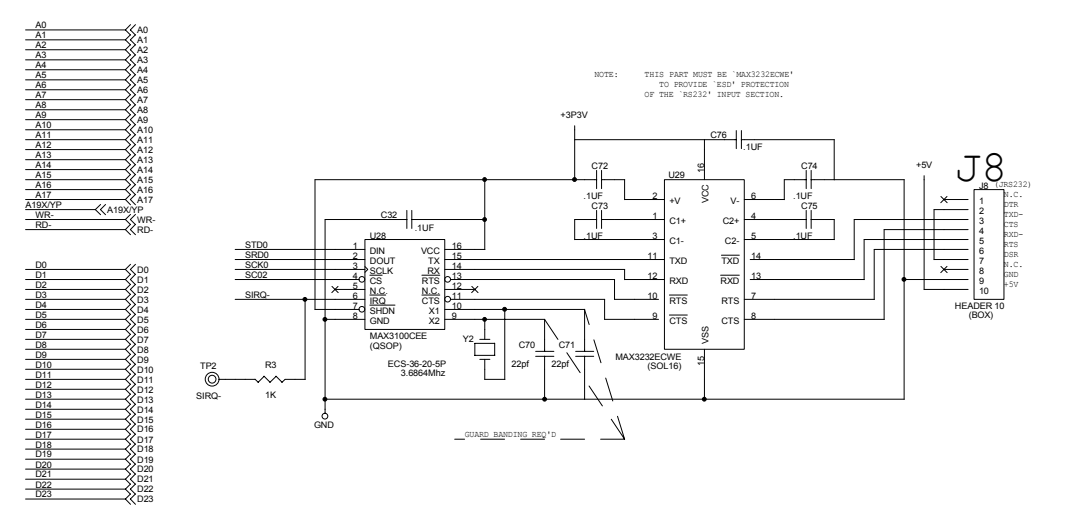 A0 A0
A1 A1
A2 A2
A3 A3
A4 A4
A5 A5
A6 A6
A7 A7
A8 A8
A9 A9
A10 A10
A11 A11
A12 A12
A13 A13
A14 A14
A15 A15
A16 A16
A17 A17
A19X/YP A19X/YP
WR- WR-
RD- RD-
D0 D0
D1 D1
D2 D2
D3 D3
D4 D4
D5 D5
D6 D6
D7 D7
D8 D8
D9 D9
D10 D10
D11 D11
D12 D12
D13 D13
D14 D14
D15 D15
D16 D16
D17 D17
D18 D18
D19 D19
D20 D20
D21 D21
D22 D22
D23 D23
NOTE: THIS PART MUST BE `MAX3232ECWE'
TO PROVIDE `ESD' PROTECTION
OF THE `RS232' INPUT SECTION.
+3P3V
C76
.1UF
C72
.1UF
C73
.1UF
C74
.1UF
C75
.1UF
C32
.1UF
U28
STD0 1 DIN VCC 16
SRD0 2 DOUT TX 15
SCK0 3 SCLK RX 14
SC02 4 CS RTS 13
5 N.C. N.C. 12
SIRQ- 6 IRQ CTS 11
7 SHDN X1 10
8 GND X2 9
MAX3100CEE
(QSOP)
TP2
SIRQ-
R3
1K
GND
Y2
ECS-36-20-5P
3.6864Mhz
C70
22pf
C71
22pf
GUARD BANDING REQ'D
U29
16 VCC
2 +V V- 6
1 C1+ C2+ 4
3 C1- C2- 5
11 TXD TXD 14
12 RXD RXD 13
10 RTS RTS 7
9 CTS CTS 8
VSS 15
MAX3232ECWE
(SOL16)
+5V
J8
J8 (JRS232)
1 N.C.
2 DTR
3 TXD-
4 CTS
5 RXD-
6 RTS
7 DSR
8 N.C.
9 GND
10 +5V
HEADER 10
(BOX)